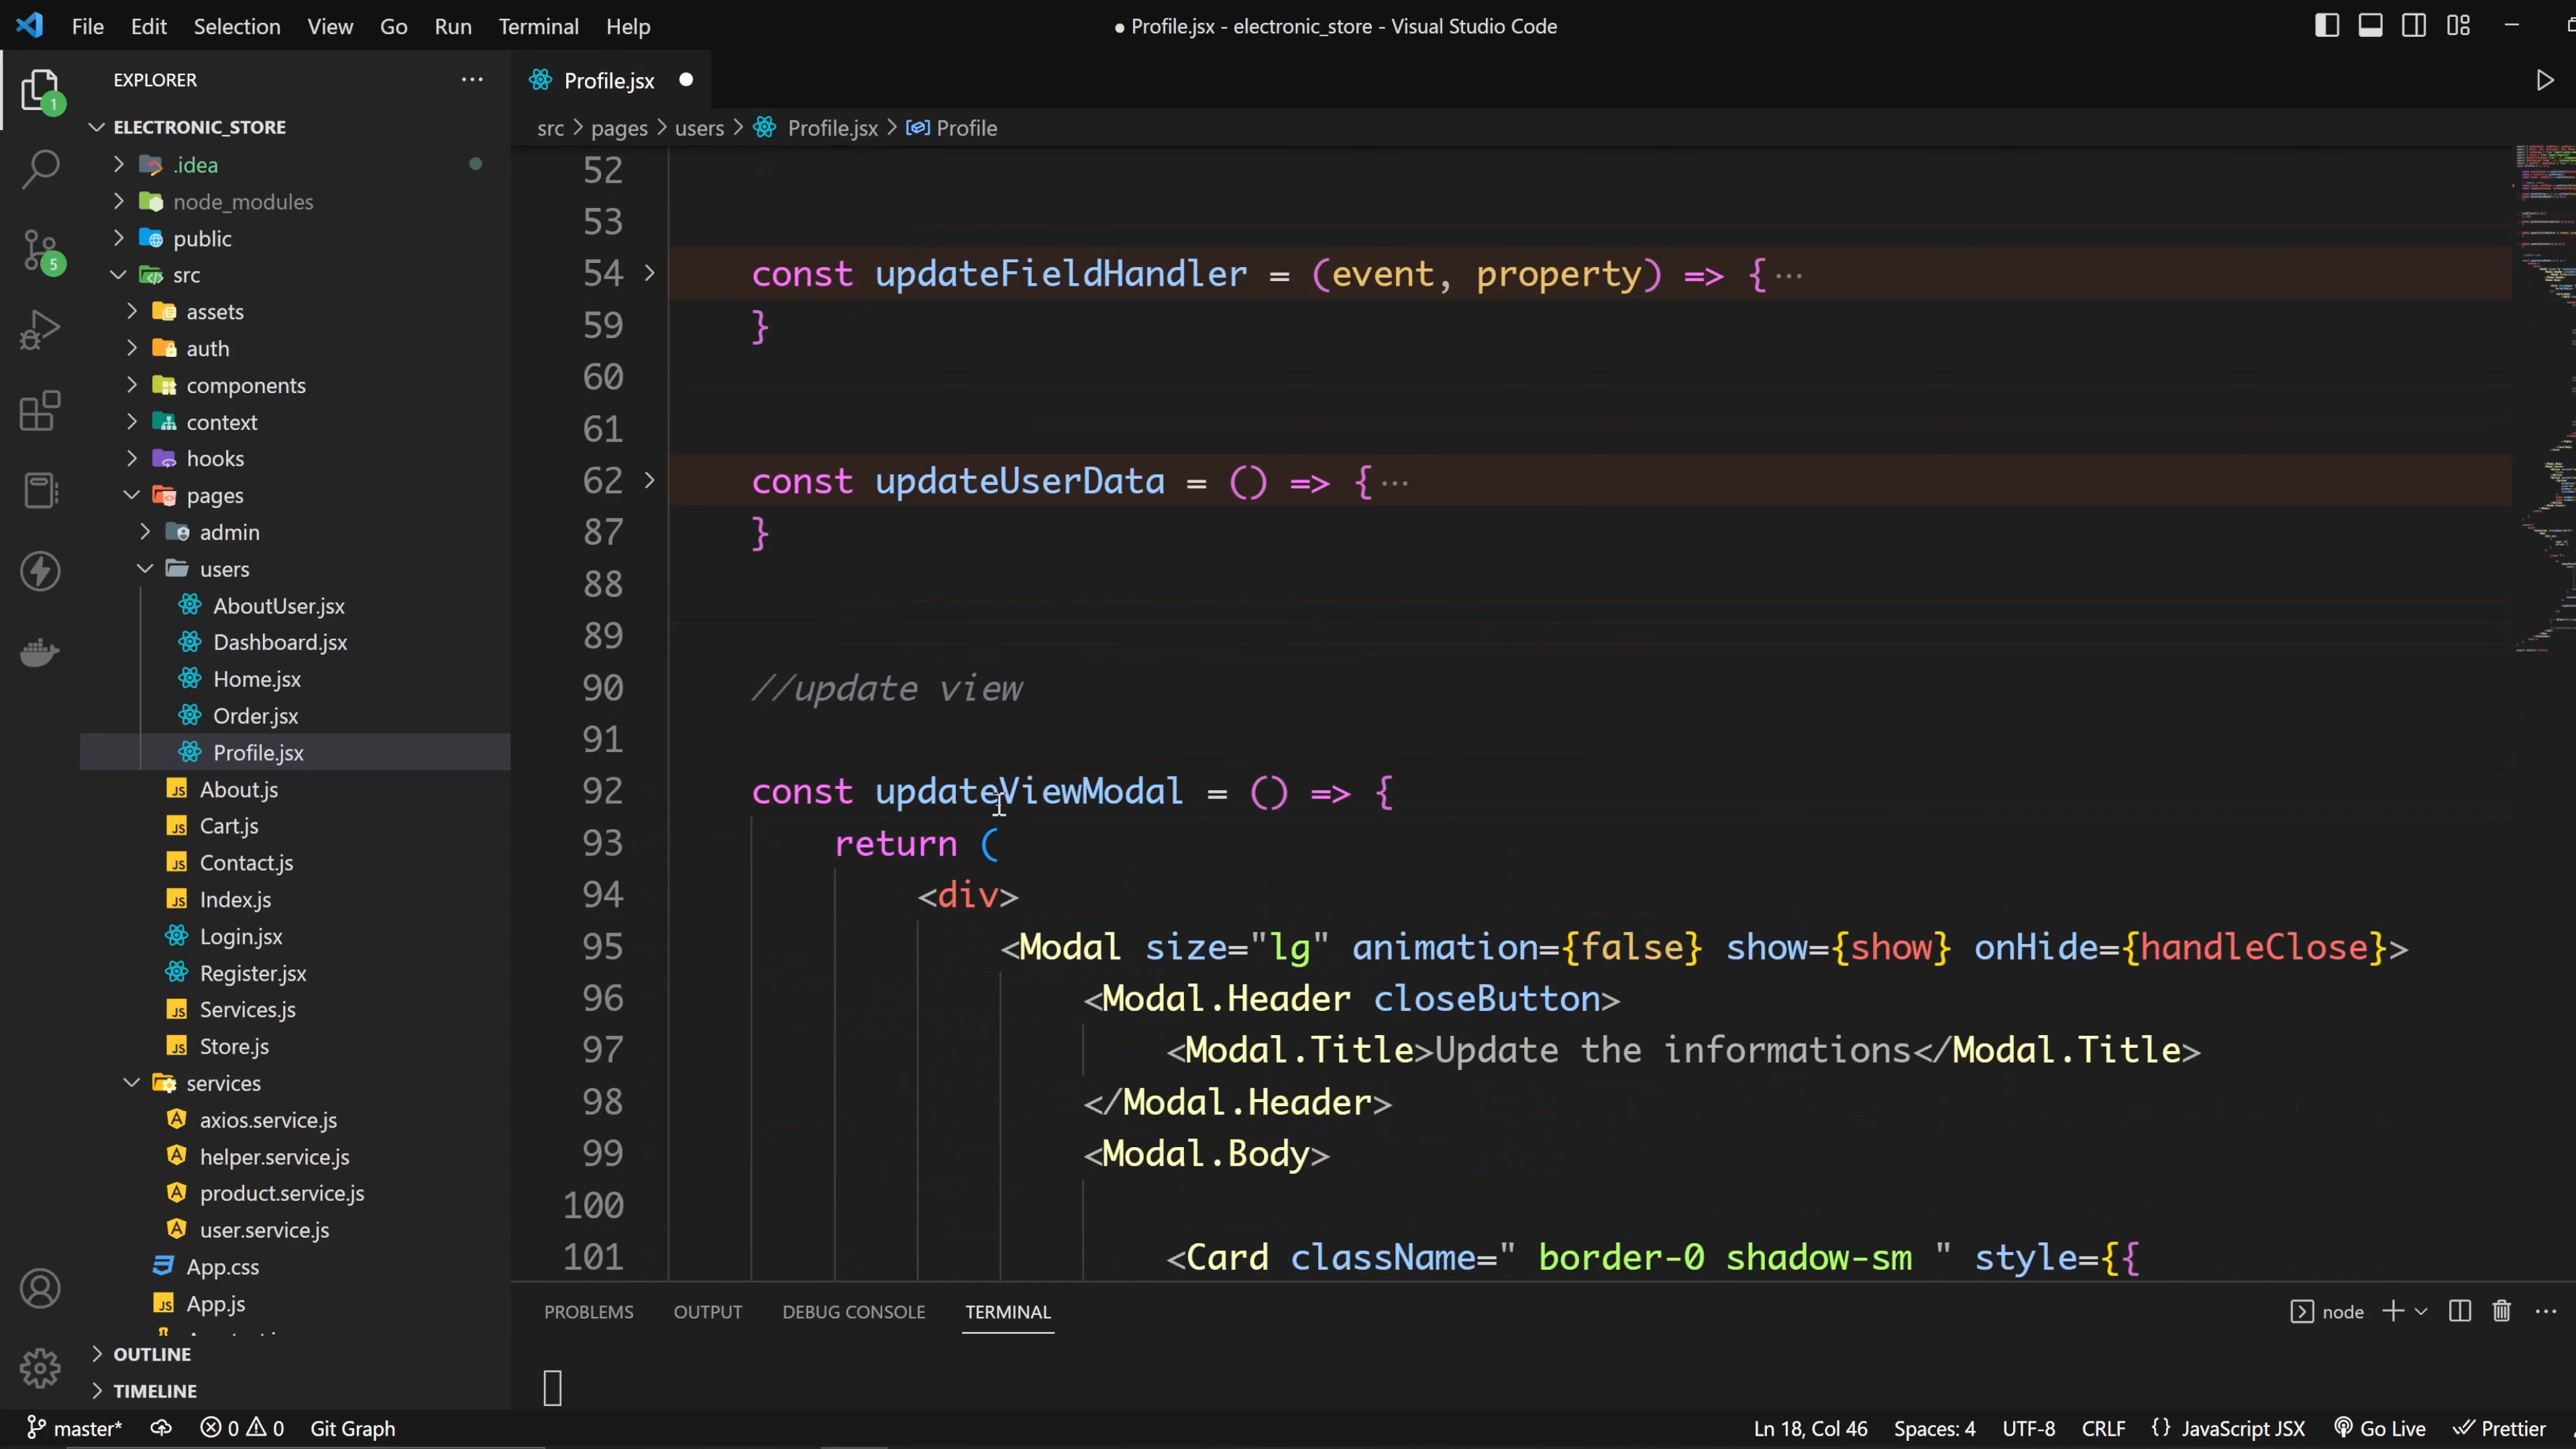 File Edit Selection View Go Run Terminal Help
● Profile.jsx - electronic_store - Visual Studio Code
EXPLORER
ELECTRONIC_STORE
.idea
node_modules
public
src
assets
auth
components
context
hooks
pages
admin
users
AboutUser.jsx
Dashboard.jsx
Home.jsx
Order.jsx
Profile.jsx
About.js
Cart.js
Contact.js
Index.js
Login.jsx
Register.jsx
Services.js
Store.js
services
axios.service.js
helper.service.js
product.service.js
user.service.js
App.css
App.js
OUTLINE
TIMELINE
1
5
Profile.jsx
src > pages > users > Profile.jsx > Profile
52
53
54 const updateFieldHandler = (event, property) => {···
59 }
60
61
62 const updateUserData = () => {···
87 }
88
89
90 //update view
91
92 const updateViewModal = () => {
93 return (
94 <div>
95 <Modal size="lg" animation={false} show={show} onHide={handleClose}>
96 <Modal.Header closeButton>
97 <Modal.Title>Update the informations</Modal.Title>
98 </Modal.Header>
99 <Modal.Body>
100
101 <Card className=" border-0 shadow-sm " style={{
PROBLEMS OUTPUT DEBUG CONSOLE TERMINAL
node
master* 0 0 Git Graph
Ln 18, Col 46 Spaces: 4 UTF-8 CRLF {} JavaScript JSX Go Live Prettier